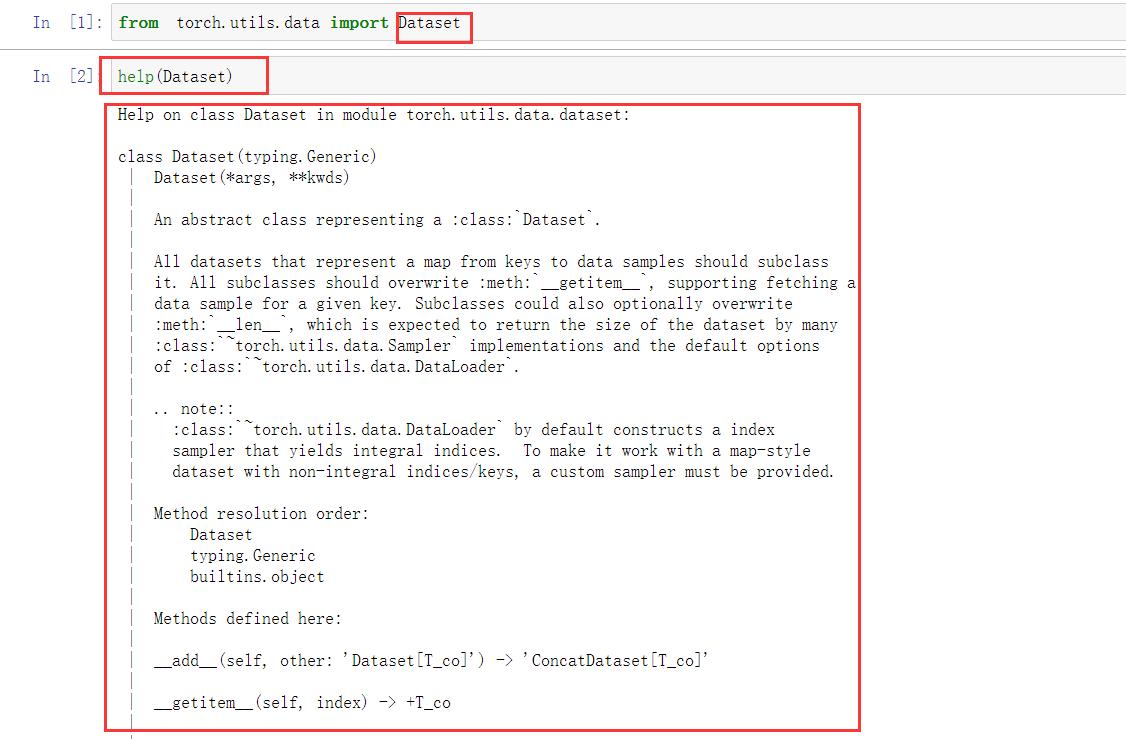 In [1]: from torch.utils.data import Dataset
In [2]: help(Dataset)
Help on class Dataset in module torch.utils.data.dataset:
class Dataset(typing.Generic)
| Dataset(*args, **kwds)
|
| An abstract class representing a :class:`Dataset`.
|
| All datasets that represent a map from keys to data samples should subclass
| it. All subclasses should overwrite :meth:`__getitem__`, supporting fetching a
| data sample for a given key. Subclasses could also optionally overwrite
| :meth:`__len__`, which is expected to return the size of the dataset by many
| :class:`~torch.utils.data.Sampler` implementations and the default options
| of :class:`~torch.utils.data.DataLoader`.
|
| .. note::
| :class:`~torch.utils.data.DataLoader` by default constructs a index
| sampler that yields integral indices. To make it work with a map-style
| dataset with non-integral indices/keys, a custom sampler must be provided.
|
| Method resolution order:
| Dataset
| typing.Generic
| builtins.object
|
| Methods defined here:
|
| __add__(self, other: 'Dataset[T_co]') -> 'ConcatDataset[T_co]'
|
| __getitem__(self, index) -> +T_co
|